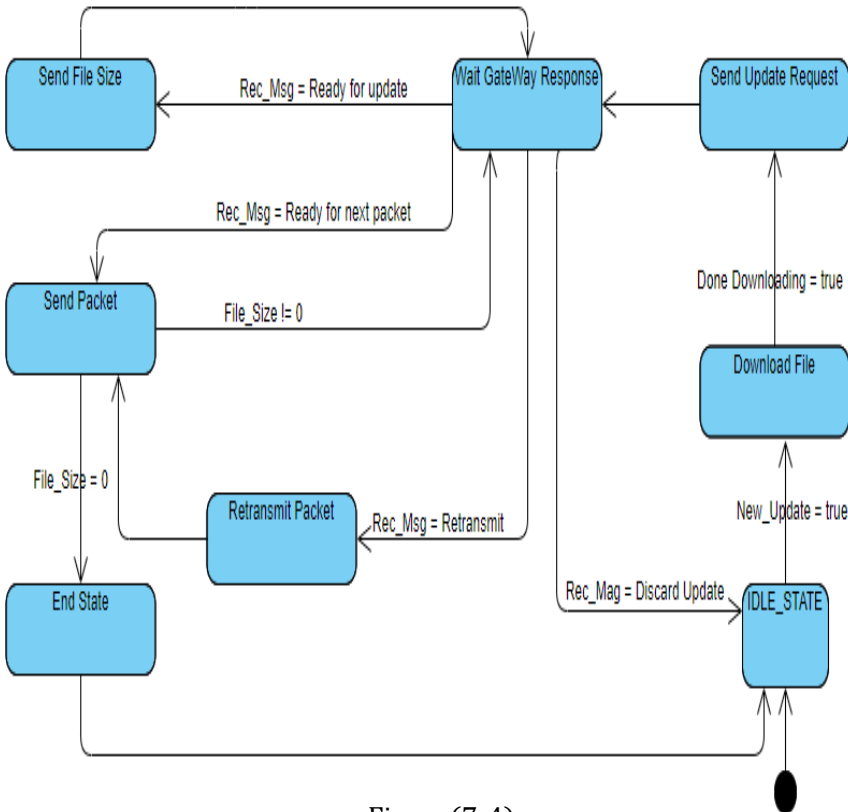 Send File Size
Wait GateWay Response
Send Update Request
Rec_Msg = Ready for update
Rec_Msg = Ready for next packet
Send Packet
File_Size != 0
Done Downloading = true
Download File
File_Size = 0
Retransmit Packet
Rec_Msg = Retransmit
New_Update = true
End State
Rec_Mag = Discard Update
IDLE_STATE
Figure (7-4)